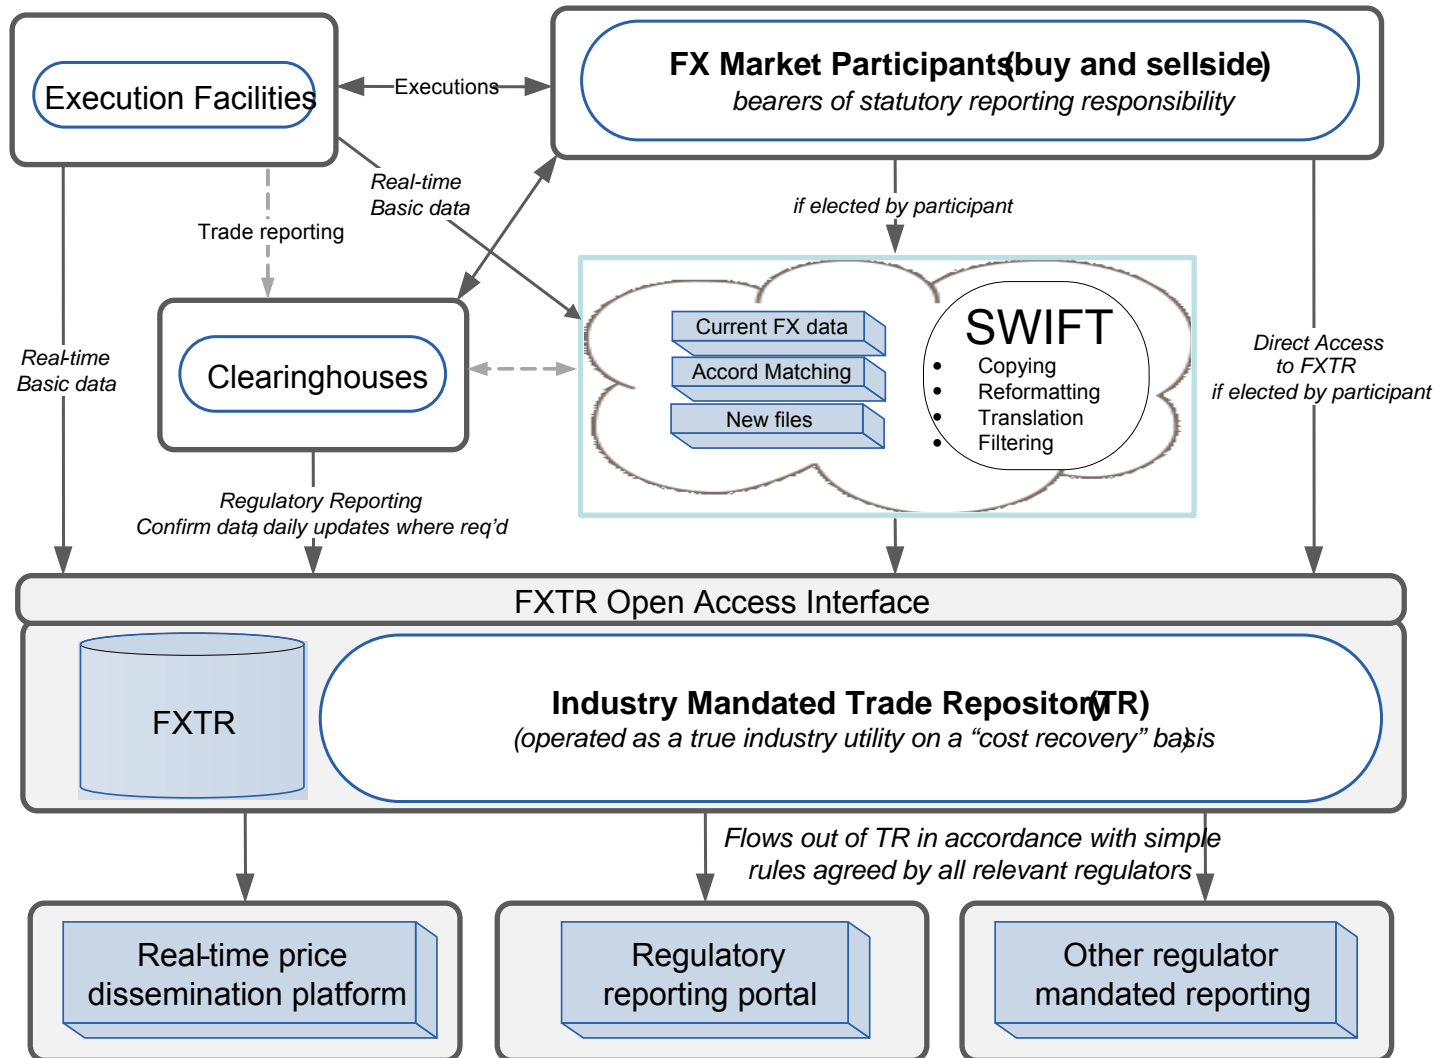 FX Market Participants (buy and sellside)
bearers of statutory reporting responsibility
Execution Facilities
Executions
Real-time
Basic data
if elected by participant
Trade reporting
Current FX data
Accord Matching
New files
SWIFT
• Copying
• Reformatting
• Translation
• Filtering
Real-time
Basic data
Clearinghouses
Direct Access
to FXTR
if elected by participant
Regulatory Reporting
Confirm data, daily updates where req'd
FXTR Open Access Interface
FXTR
Industry Mandated Trade Repository (TR)
(operated as a true industry utility on a “cost recovery” basis)
Flows out of TR in accordance with simple
rules agreed by all relevant regulators
Real-time price
dissemination platform
Regulatory
reporting portal
Other regulator
mandated reporting